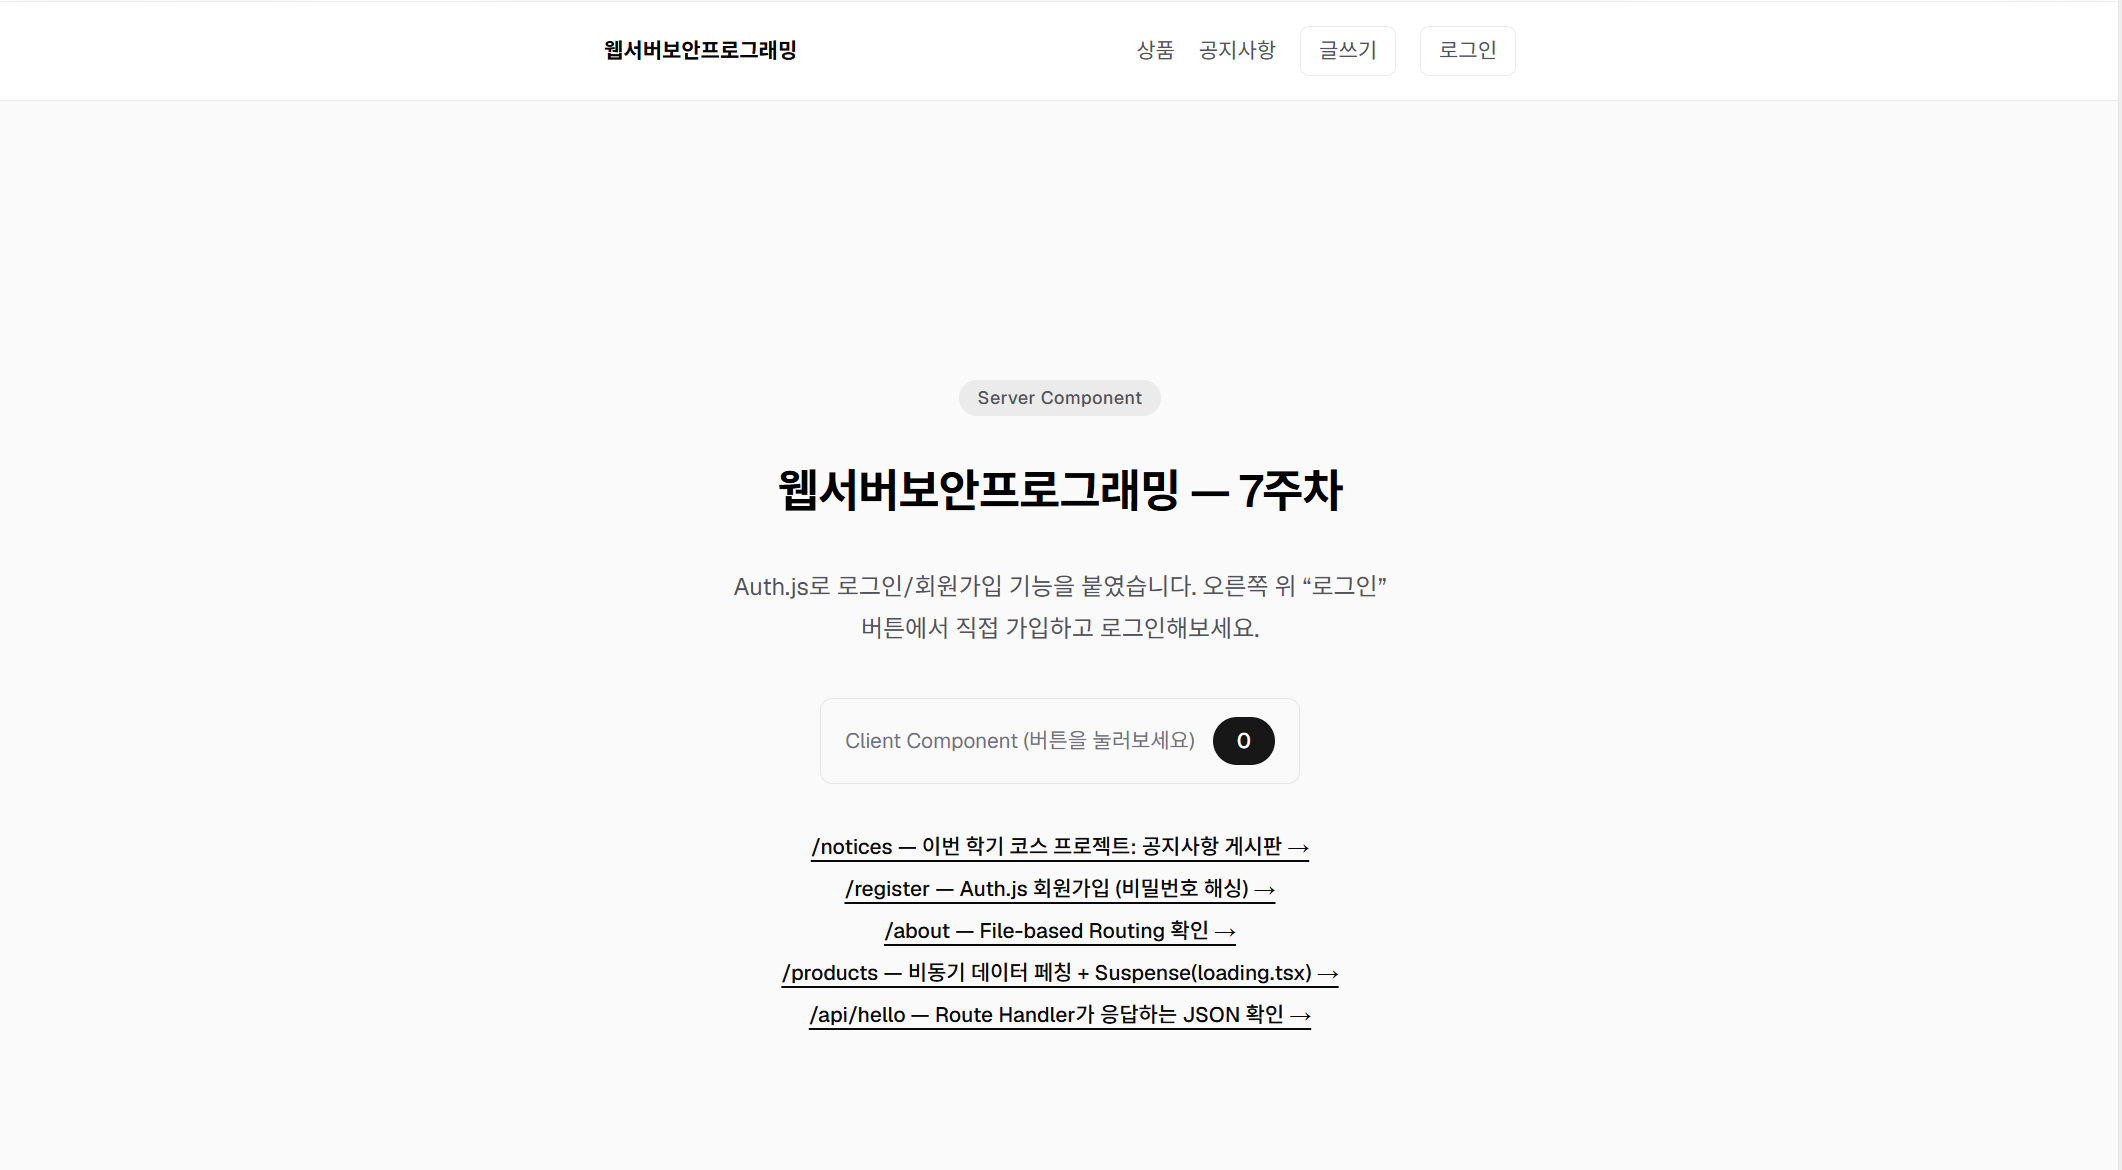 웹서버보안프로그래밍
상품 공지사항 글쓰기 로그인
Server Component
웹서버보안프로그래밍 — 7주차
Auth.js로 로그인/회원가입 기능을 붙였습니다. 오른쪽 위 “로그인”
버튼에서 직접 가입하고 로그인해보세요.
Client Component (버튼을 눌러보세요) 0
/notices — 이번 학기 코스 프로젝트: 공지사항 게시판 →
/register — Auth.js 회원가입 (비밀번호 해싱) →
/about — File-based Routing 확인 →
/products — 비동기 데이터 페칭 + Suspense(loading.tsx) →
/api/hello — Route Handler가 응답하는 JSON 확인 →